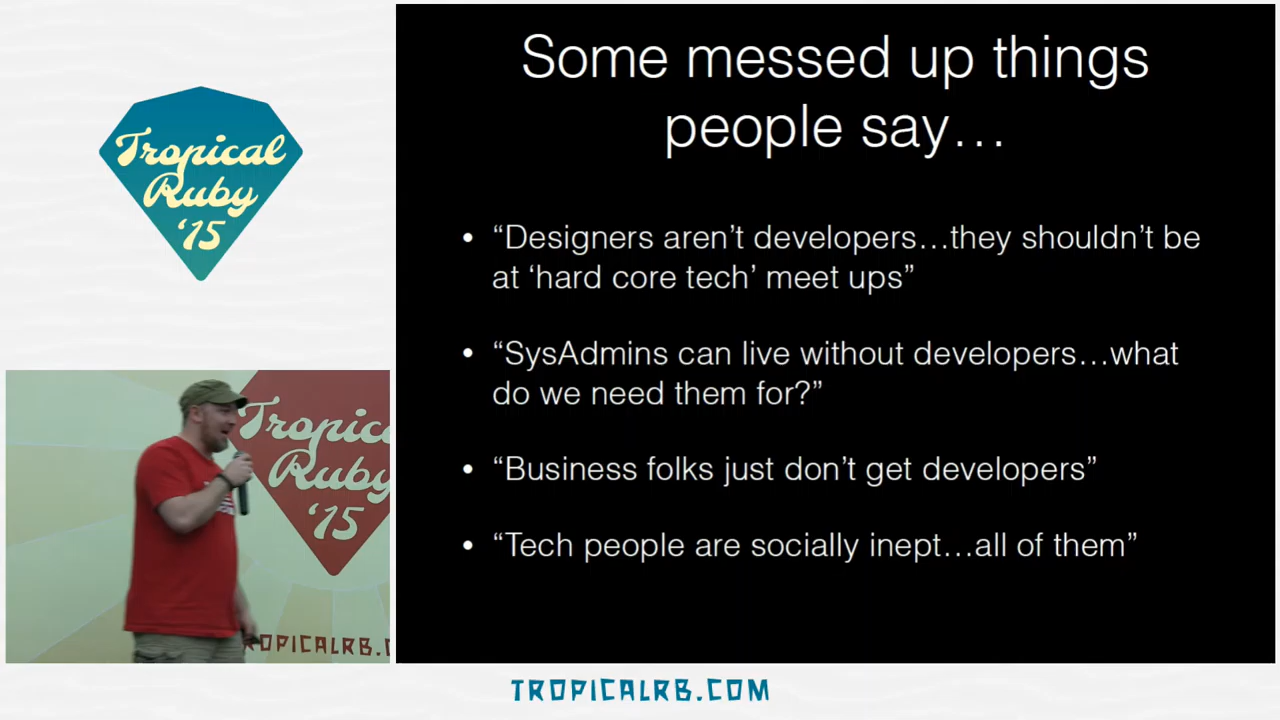 Tropical
Ruby
'15
Some messed up things
people say…
• “Designers aren’t developers…they shouldn’t be
at ‘hard core tech’ meet ups”
• “SysAdmins can live without developers…what
do we need them for?”
• “Business folks just don’t get developers”
• “Tech people are socially inept…all of them”
Tropica
Ruby
'15
OPICALRB.C
TROPICALRB.COM